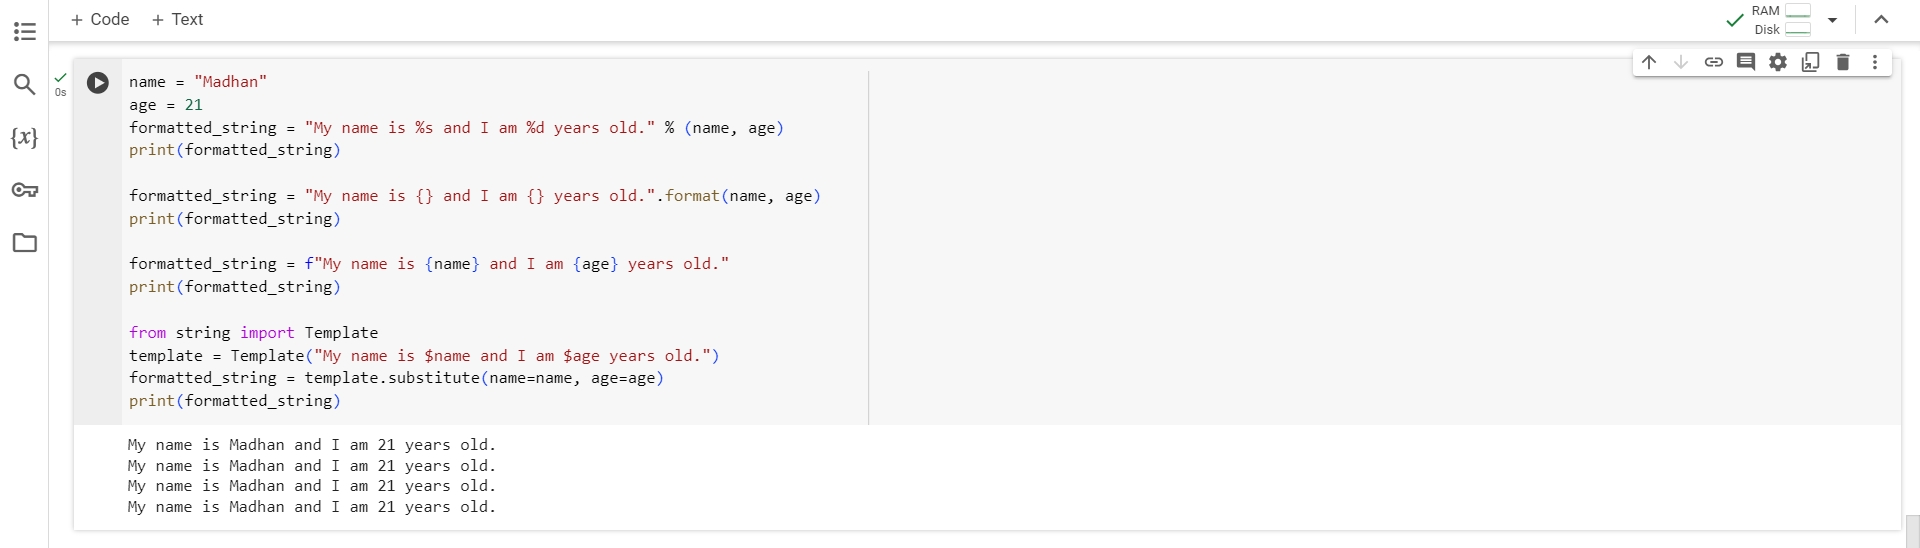 + Code + Text
RAM
Disk
{x}
0s
name = "Madhan"
age = 21
formatted_string = "My name is %s and I am %d years old." % (name, age)
print(formatted_string)
formatted_string = "My name is {} and I am {} years old.".format(name, age)
print(formatted_string)
formatted_string = f"My name is {name} and I am {age} years old."
print(formatted_string)
from string import Template
template = Template("My name is $name and I am $age years old.")
formatted_string = template.substitute(name=name, age=age)
print(formatted_string)
My name is Madhan and I am 21 years old.
My name is Madhan and I am 21 years old.
My name is Madhan and I am 21 years old.
My name is Madhan and I am 21 years old.